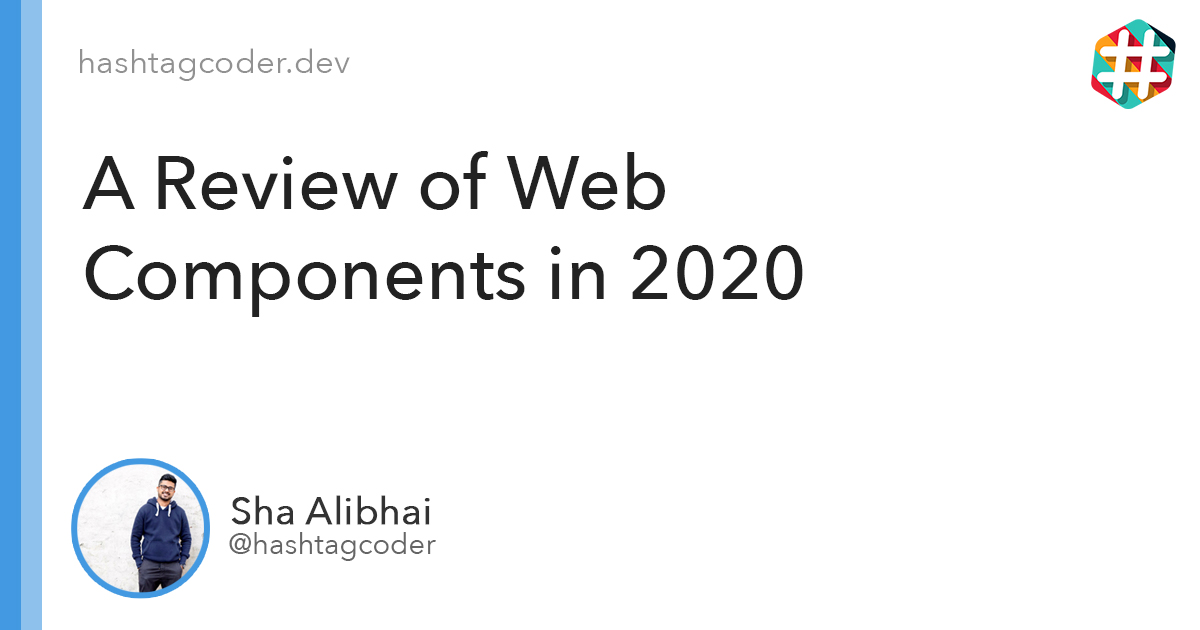 hashtagcoder.dev
#
A Review of Web
Components in 2020
Sha Alibhai
@hashtagcoder